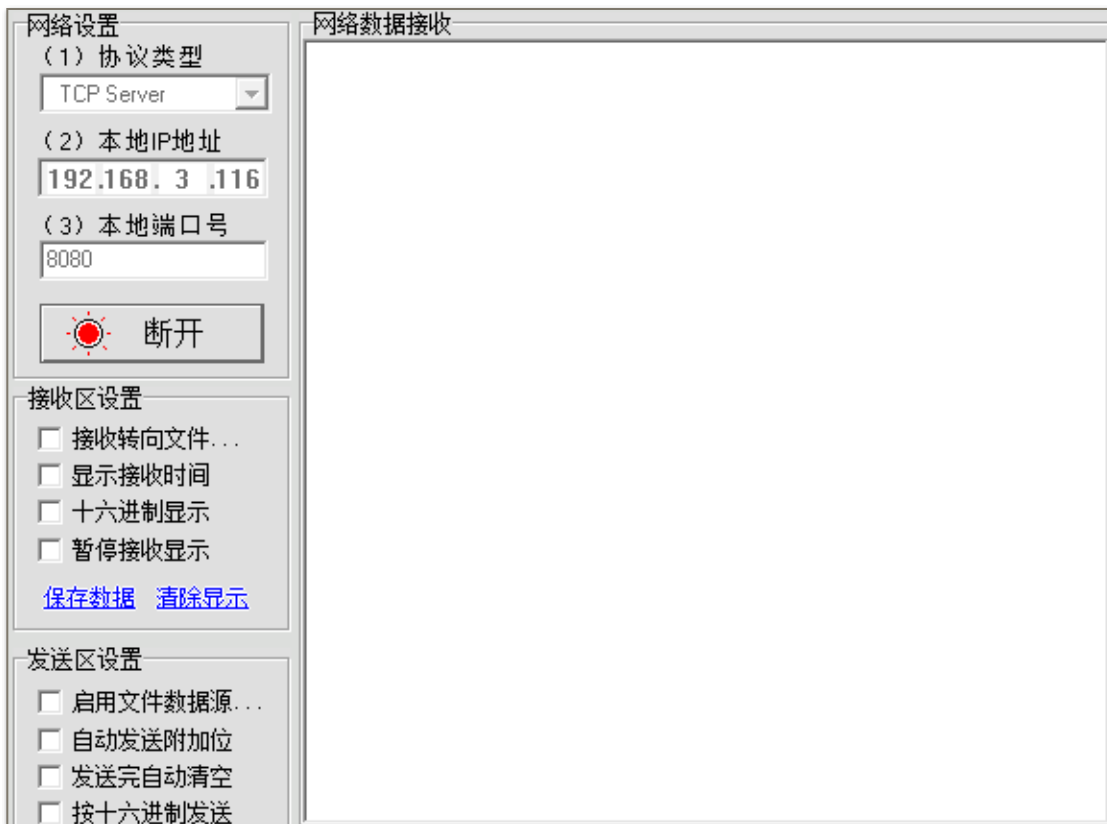 网络设置
（1）协议类型
TCP Server
（2）本地IP地址
192.168. 3 .116
（3）本地端口号
8080
断开
接收区设置
接收转向文件...
显示接收时间
十六进制显示
暂停接收显示
保存数据 清除显示
发送区设置
启用文件数据源...
自动发送附加位
发送完自动清空
按十六进制发送
网络数据接收